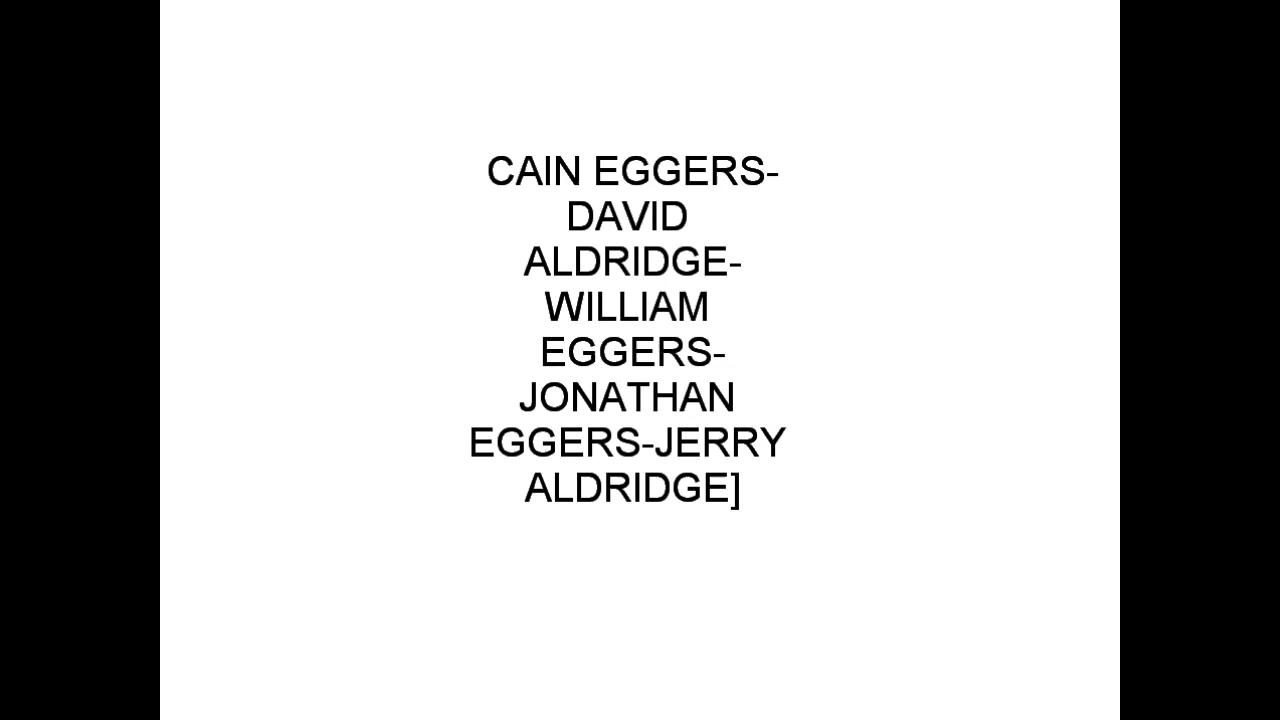 CAIN EGGERS-
DAVID
ALDRIDGE-
WILLIAM
EGGERS-
JONATHAN
EGGERS-JERRY
ALDRIDGE]